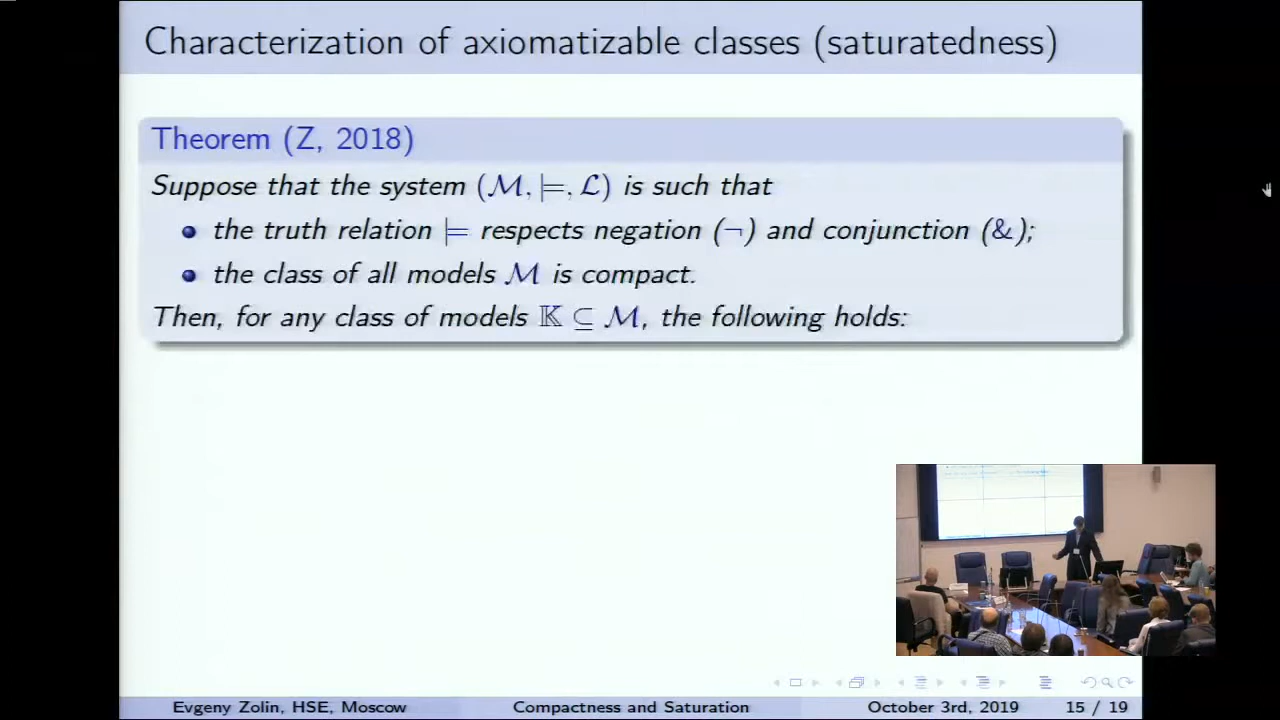 Characterization of axiomatizable classes (saturatedness)
Theorem (Z, 2018)
Suppose that the system (ℳ, ⊨, ℒ) is such that
the truth relation ⊨ respects negation (¬) and conjunction (&);
the class of all models ℳ is compact.
Then, for any class of models 𝕂 ⊆ ℳ, the following holds:
Evgeny Zolin, HSE, Moscow Compactness and Saturation October 3rd, 2019 15 / 19